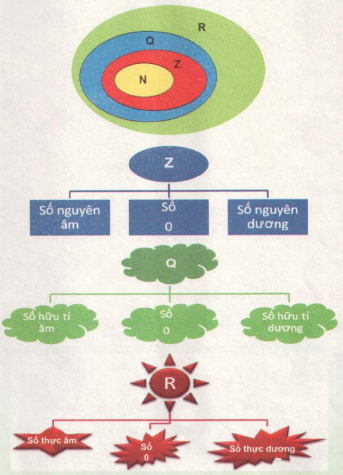 R
Q
Z
N
Z
Số nguyên
âm
Số
0
Số nguyên
dương
Q
Số hữu tỉ
âm
Số
0
Số hữu tỉ
dương
R
Số thực âm
Số
0
Số thực dương